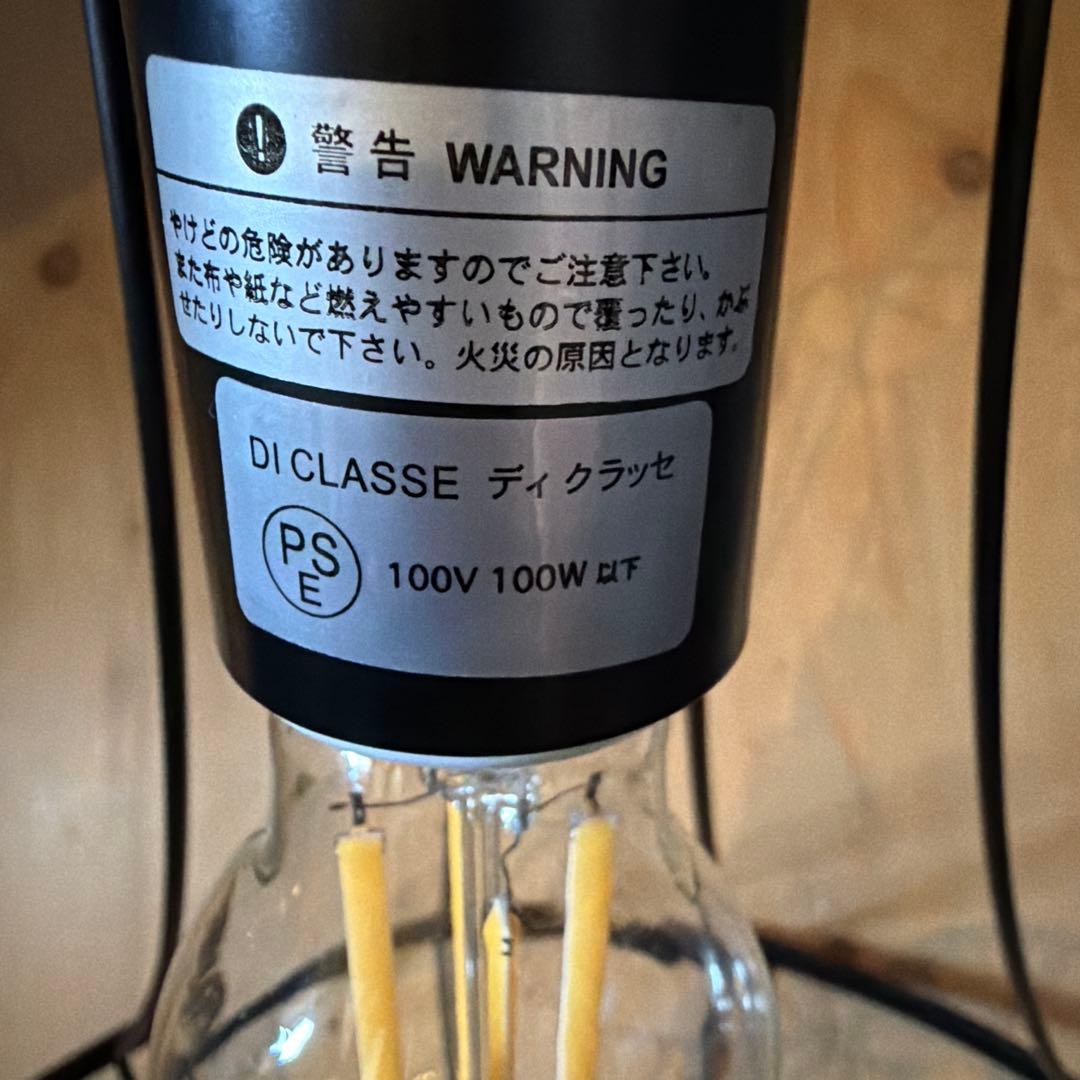 警告 WARNING
やけどの危険がありますのでご注意下さい。
また布や紙など燃えやすいもので覆ったり、かぶ
せたりしないで下さい。火災の原因となります。
DI CLASSE ディ クラッセ
PSE 100V 100W 以下